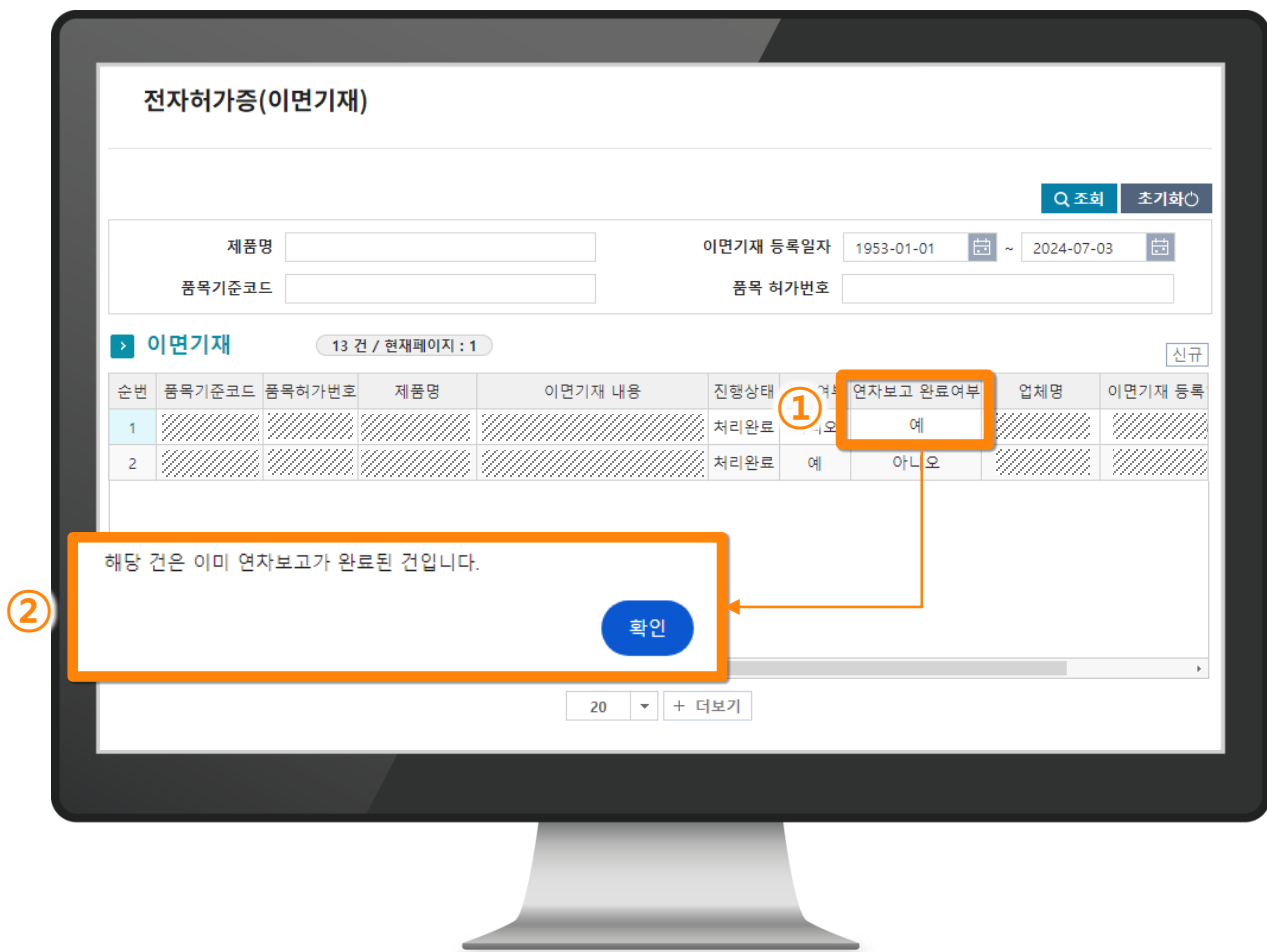 전자허가증(이면기재)
조회 초기화
제품명 이면기재 등록일자 1953-01-01 ~ 2024-07-03
품목기준코드 품목 허가번호
이면기재 13 건 / 현재페이지 : 1
신규
순번 품목기준코드 품목허가번호 제품명 이면기재 내용 진행상태 연차보고 완료여부 업체명 이면기재 등록
①
1 처리완료 예
2 처리완료 예 아니오
②
해당 건은 이미 연차보고가 완료된 건입니다.
확인
20 + 더보기